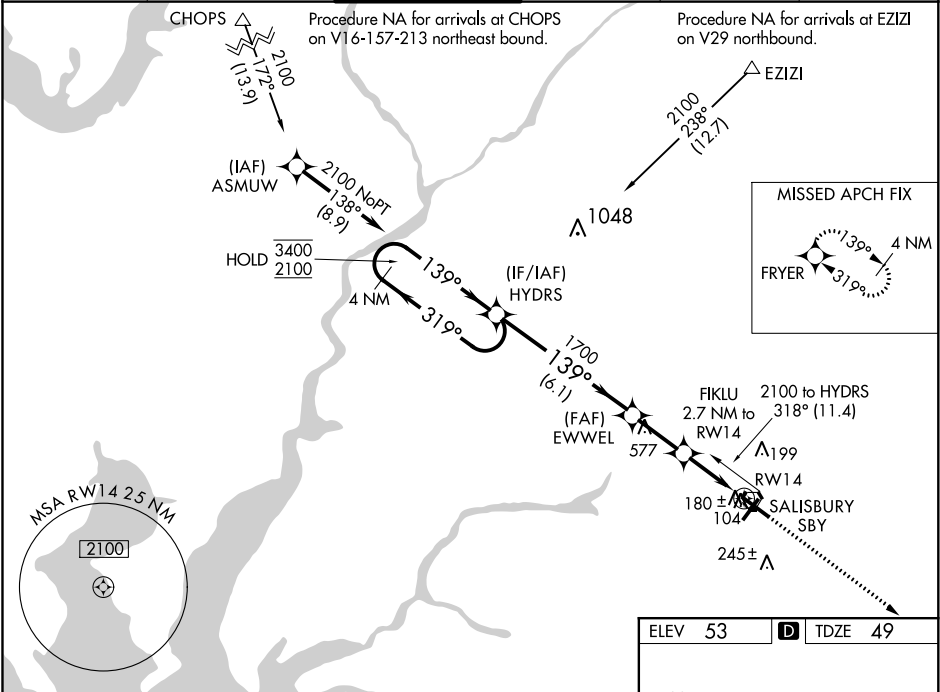 CHOPS
Procedure NA for arrivals at CHOPS
on V16-157-213 northeast bound.
Procedure NA for arrivals at EZIZI
on V29 northbound.
2100
172°
(13.9)
EZIZI
2100
238°
(12.7)
(IAF)
ASMUW
2100 NoPT
138°
(8.9)
MISSED APCH FIX
139°
4 NM
FRYER
319°
1048
HOLD
3400
2100
4 NM
139°
319°
(IF/IAF)
HYDRS
1700
139°
(6.1)
(FAF)
EWWEL
577
FIKLU
2.7 NM to
RW14
2100 to HYDRS
318° (11.4)
199
RW14
180 ±
104
SALISBURY
SBY
245±
MSA RW14 25 NM
2100
ELEV 53
D
TDZE 49